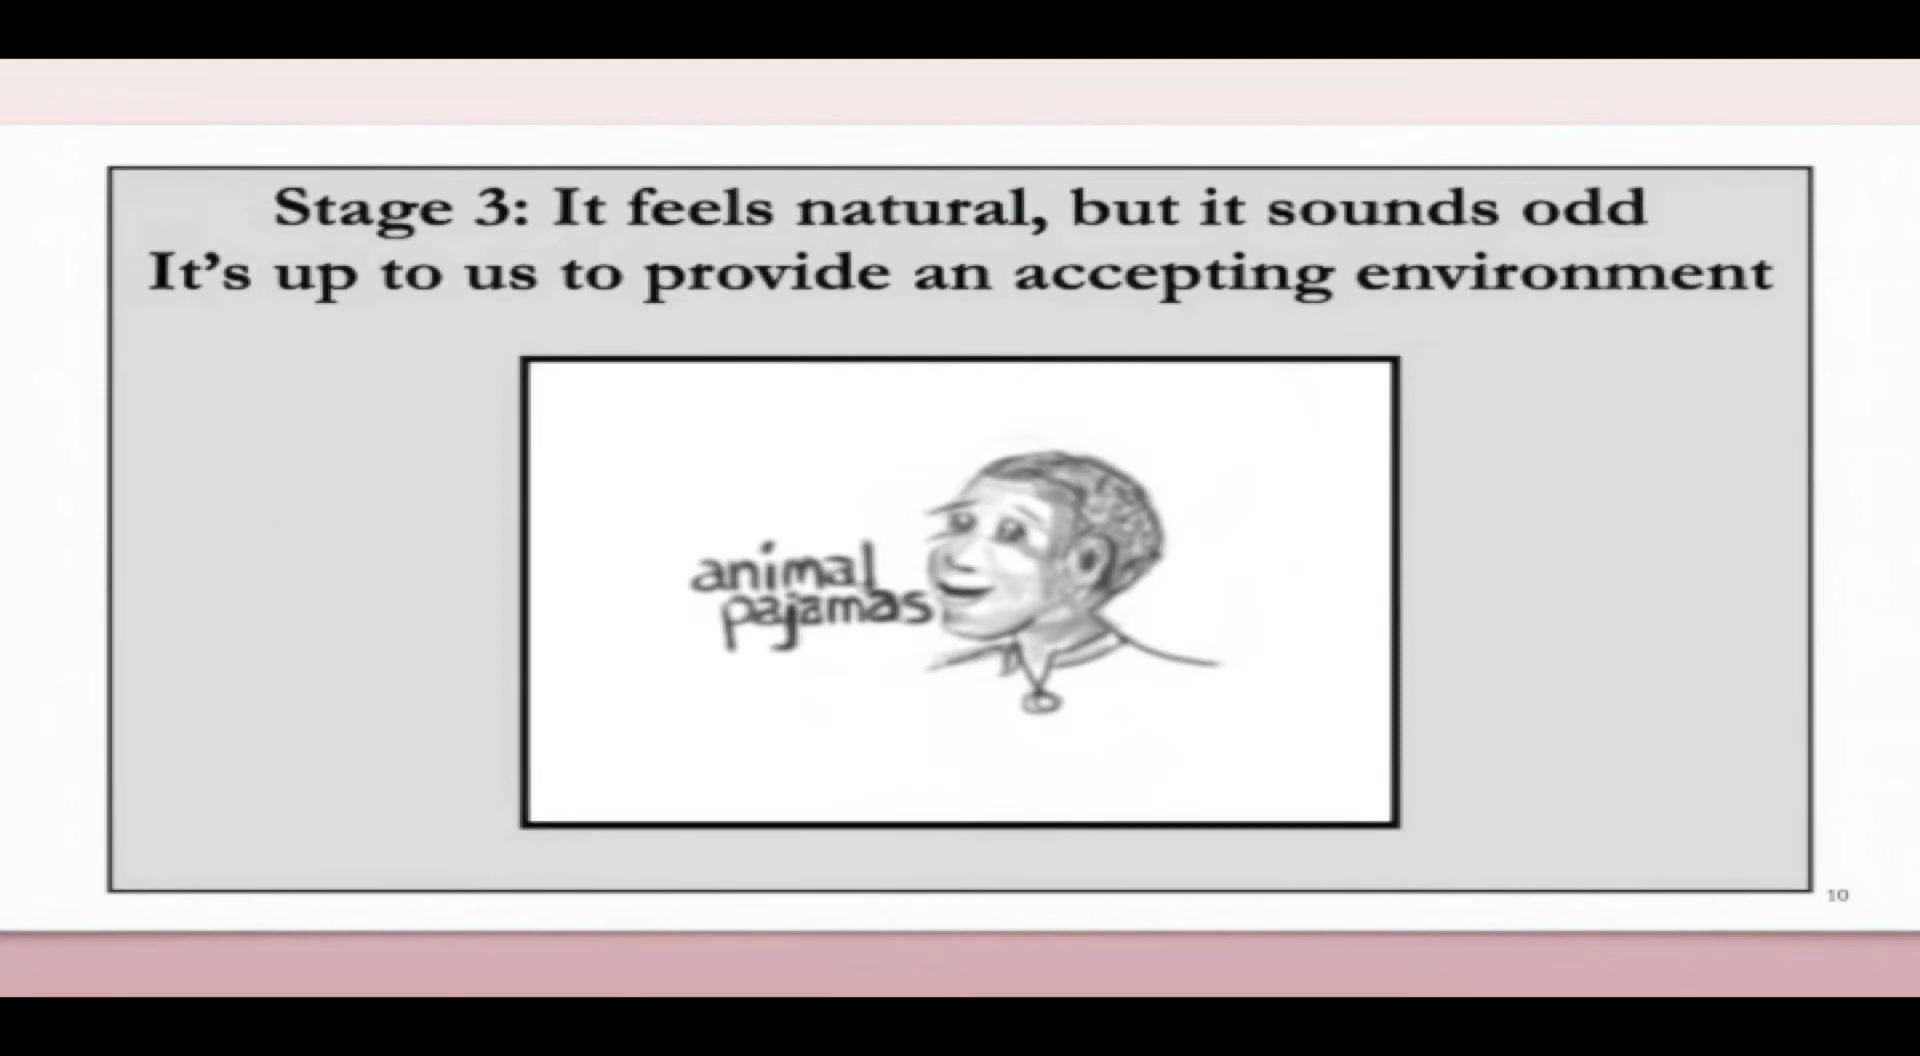 Stage 3: It feels natural, but it sounds odd
It’s up to us to provide an accepting environment
animal
pajamas
10